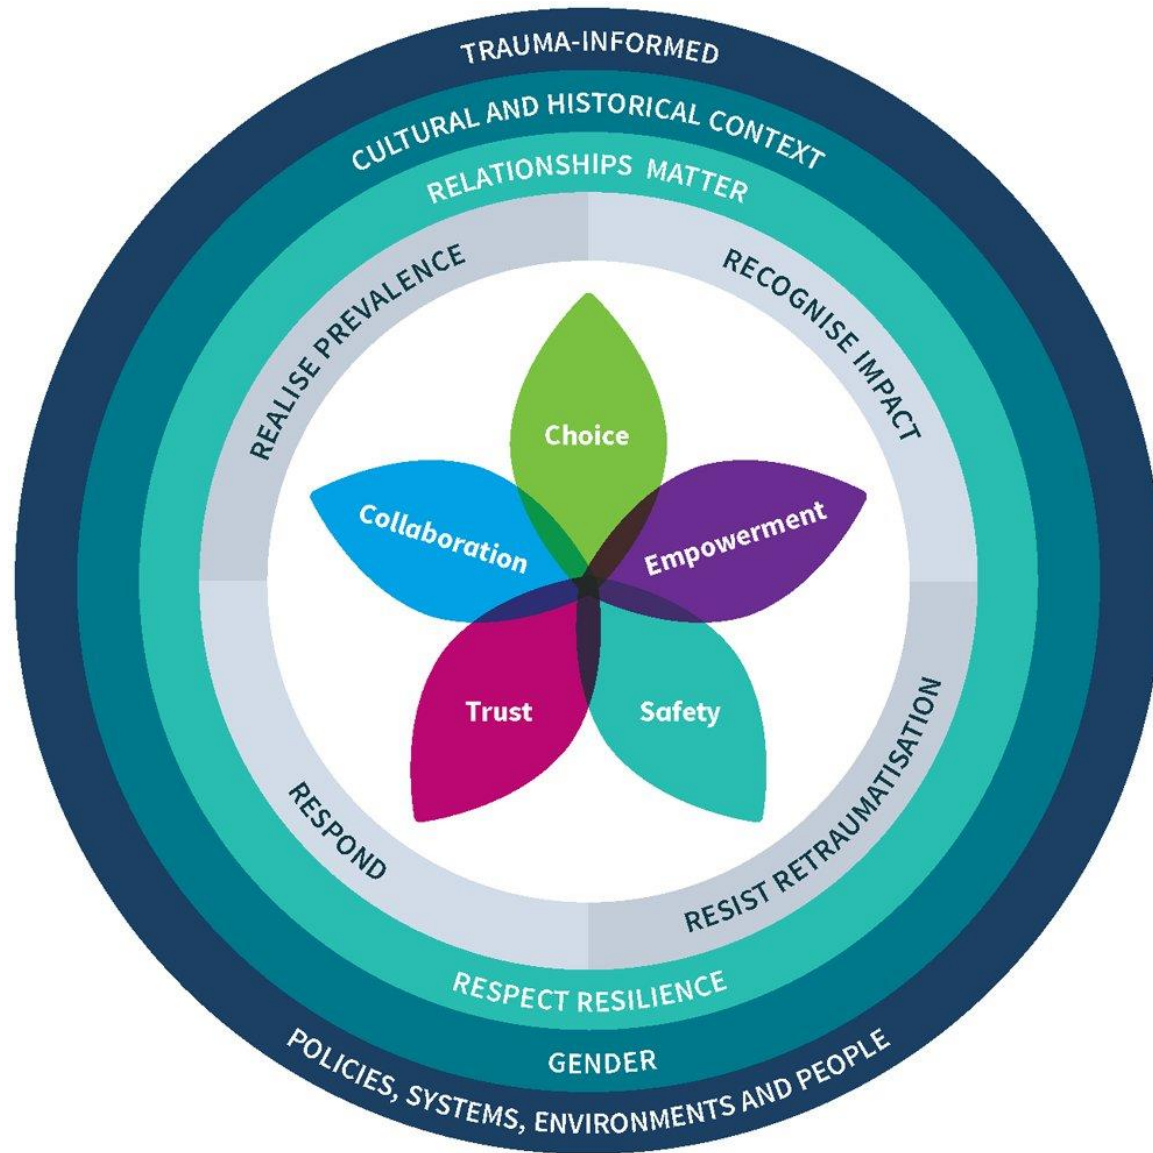 TRAUMA-INFORMED
CULTURAL AND HISTORICAL CONTEXT
RELATIONSHIPS MATTER
REALISE PREVALENCE
RECOGNISE IMPACT
Choice
Collaboration
Empowerment
Trust
Safety
RESPOND
RESIST RETRAUMATISATION
RESPECT RESILIENCE
GENDER
POLICIES, SYSTEMS, ENVIRONMENTS AND PEOPLE